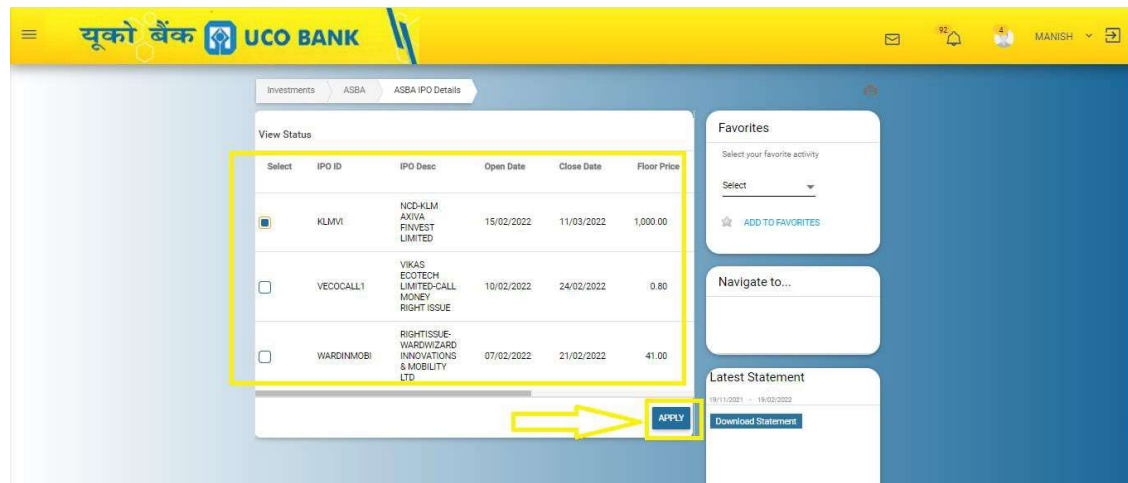 यूको बैंक UCO BANK
92
4
MANISH
Investments ASBA ASBA IPO Details
View Status
Select IPO ID IPO Desc Open Date Close Date Floor Price
KLMVI NCD-KLM AXIVA FINVEST LIMITED 15/02/2022 11/03/2022 1,000.00
VECOCALL1 VIKAS ECOTECH LIMITED-CALL MONEY RIGHT ISSUE 10/02/2022 24/02/2022 0.80
WARDINMOBI RIGHTISSUE-WARDWIZARD INNOVATIONS & MOBILITY LTD 07/02/2022 21/02/2022 41.00
APPLY
Favorites
Select your favorite activity
Select
ADD TO FAVORITES
Navigate to...
Latest Statement
19/11/2021 - 19/02/2022
Download Statement